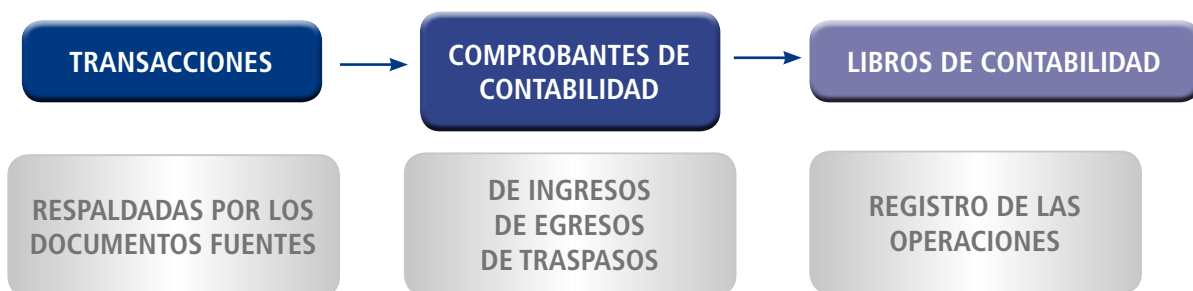 TRANSACCIONES
COMPROBANTES DE
CONTABILIDAD
LIBROS DE CONTABILIDAD
RESPALDADAS POR LOS
DOCUMENTOS FUENTES
DE INGRESOS
DE EGRESOS
DE TRASPASOS
REGISTRO DE LAS
OPERACIONES